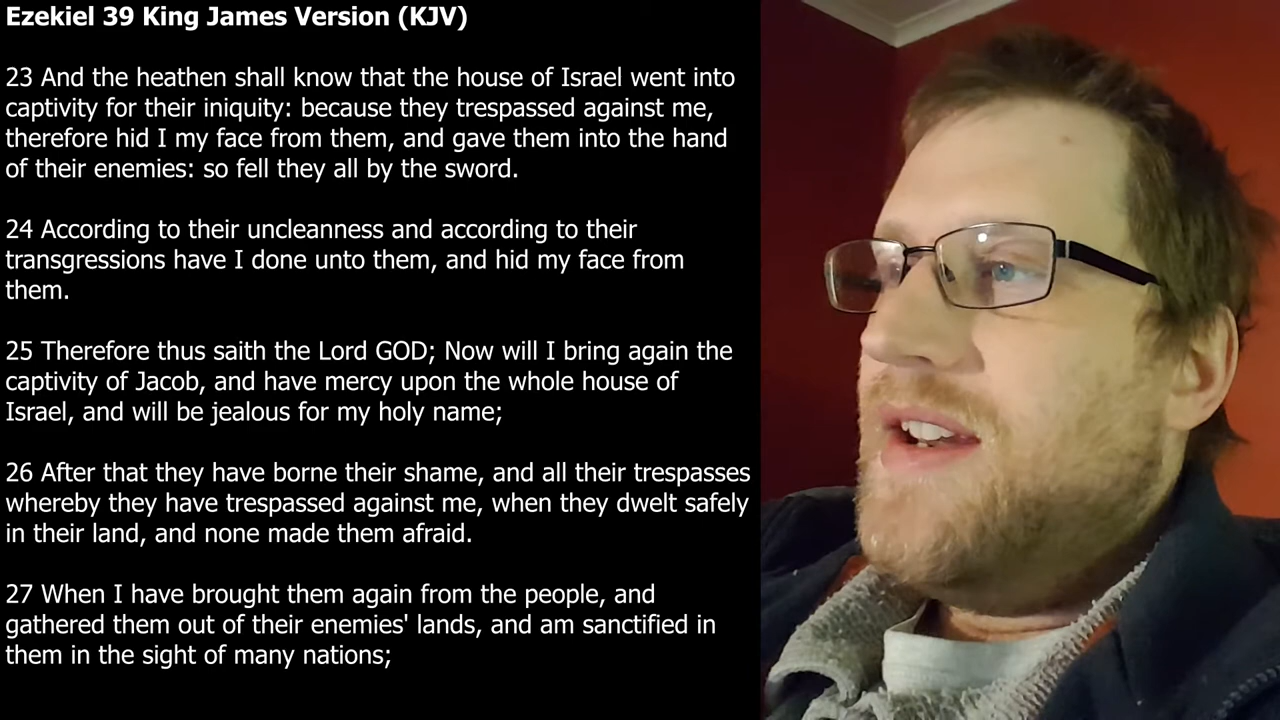 Ezekiel 39 King James Version (KJV)
23 And the heathen shall know that the house of Israel went into
captivity for their iniquity: because they trespassed against me,
therefore hid I my face from them, and gave them into the hand
of their enemies: so fell they all by the sword.
24 According to their uncleanness and according to their
transgressions have I done unto them, and hid my face from
them.
25 Therefore thus saith the Lord GOD; Now will I bring again the
captivity of Jacob, and have mercy upon the whole house of
Israel, and will be jealous for my holy name;
26 After that they have borne their shame, and all their trespasses
whereby they have trespassed against me, when they dwelt safely
in their land, and none made them afraid.
27 When I have brought them again from the people, and
gathered them out of their enemies' lands, and am sanctified in
them in the sight of many nations;